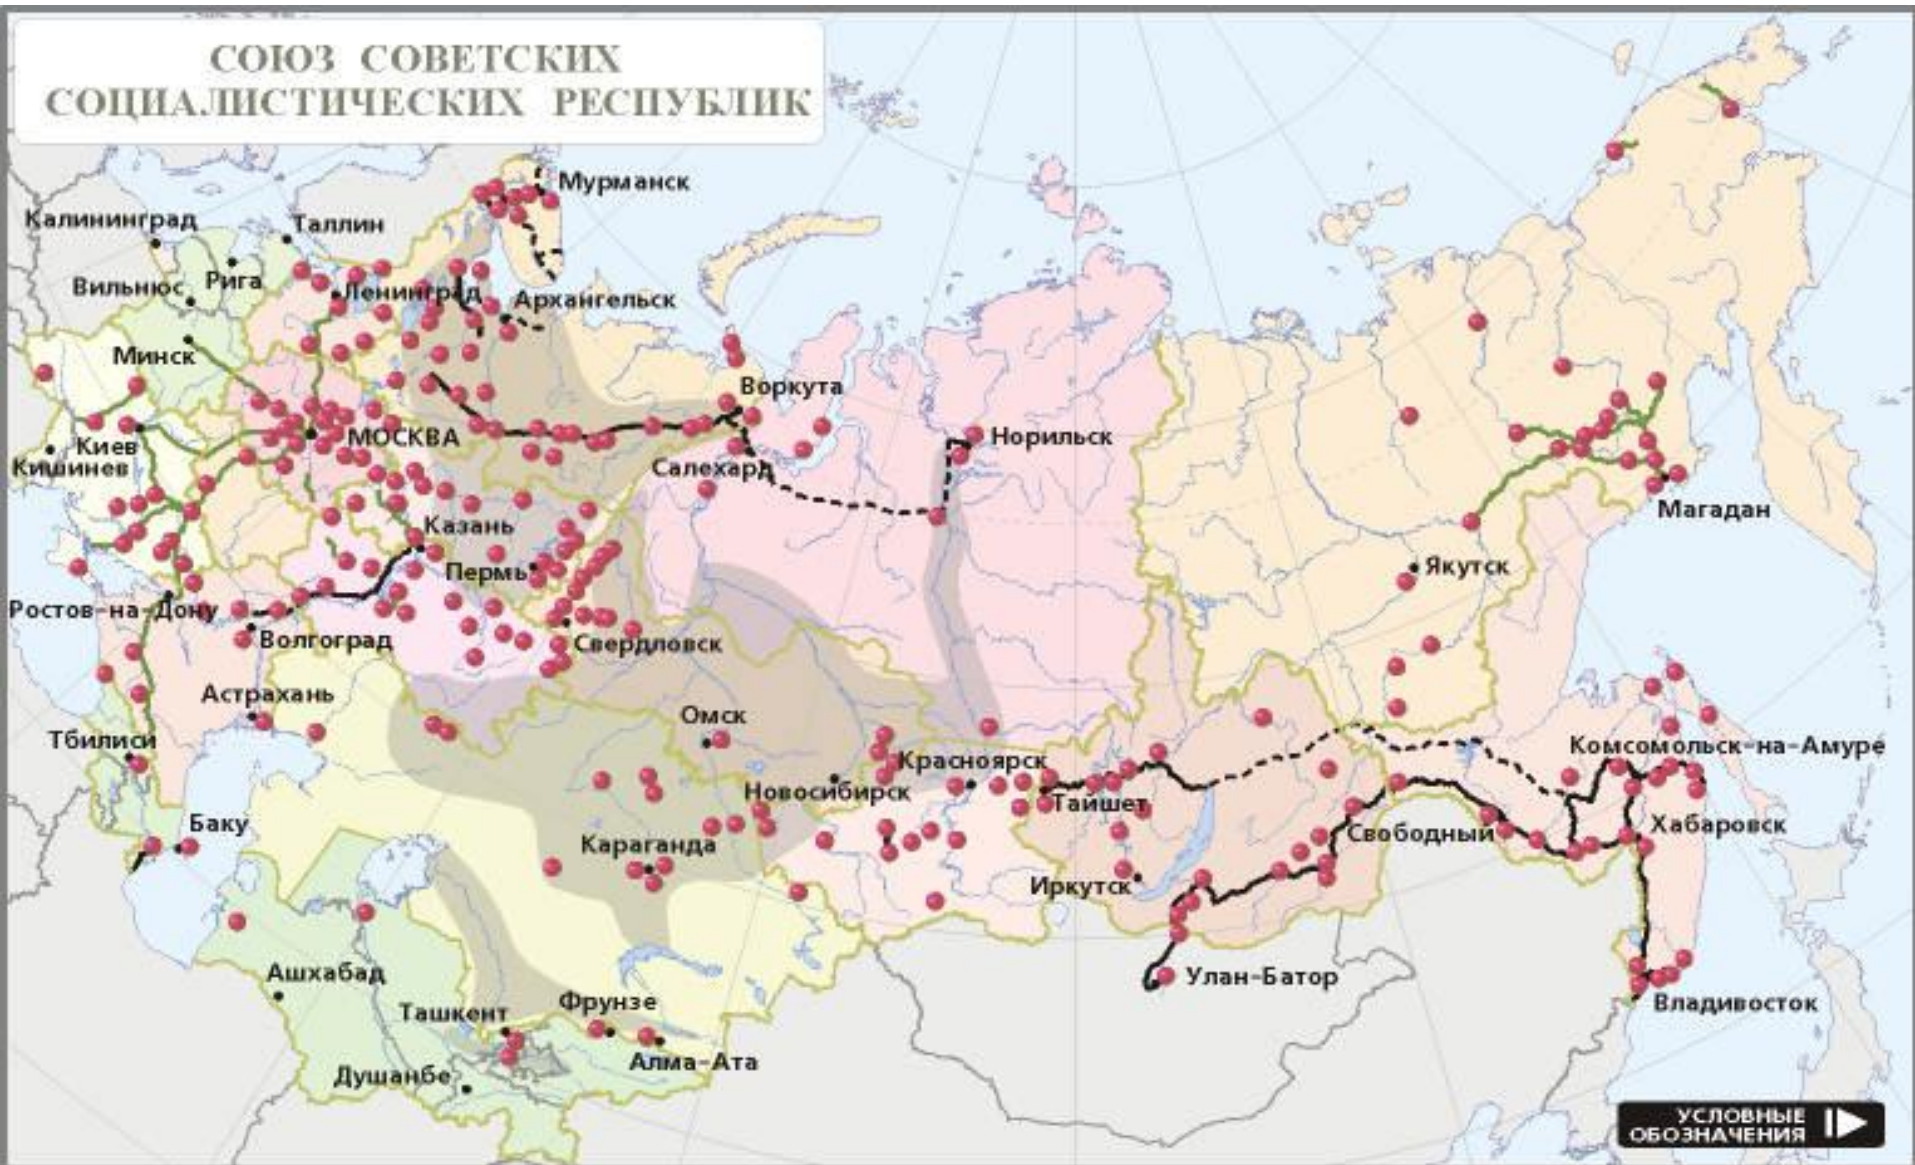 СОЮЗ СОВЕТСКИХ
СОЦИАЛИСТИЧЕСКИХ РЕСПУБЛИК
Мурманск
Калининград
Таллин
Вильнюс
Рига
Ленинград
Архангельск
Минск
Воркута
Киев
МОСКВА
Норильск
Кишинев
Салехард
Магадан
Казань
Пермь
Якутск
Ростов-на-Дону
Волгоград
Свердловск
Астрахань
Омск
Тбилиси
Комсомольск-на-Амуре
Красноярск
Новосибирск
Тайшет
Баку
Свободный
Хабаровск
Караганда
Иркутск
Ашхабад
Улан-Батор
Фрунзе
Ташкент
Владивосток
Алма-Ата
Душанбе
УСЛОВНЫЕ
ОБОЗНАЧЕНИЯ